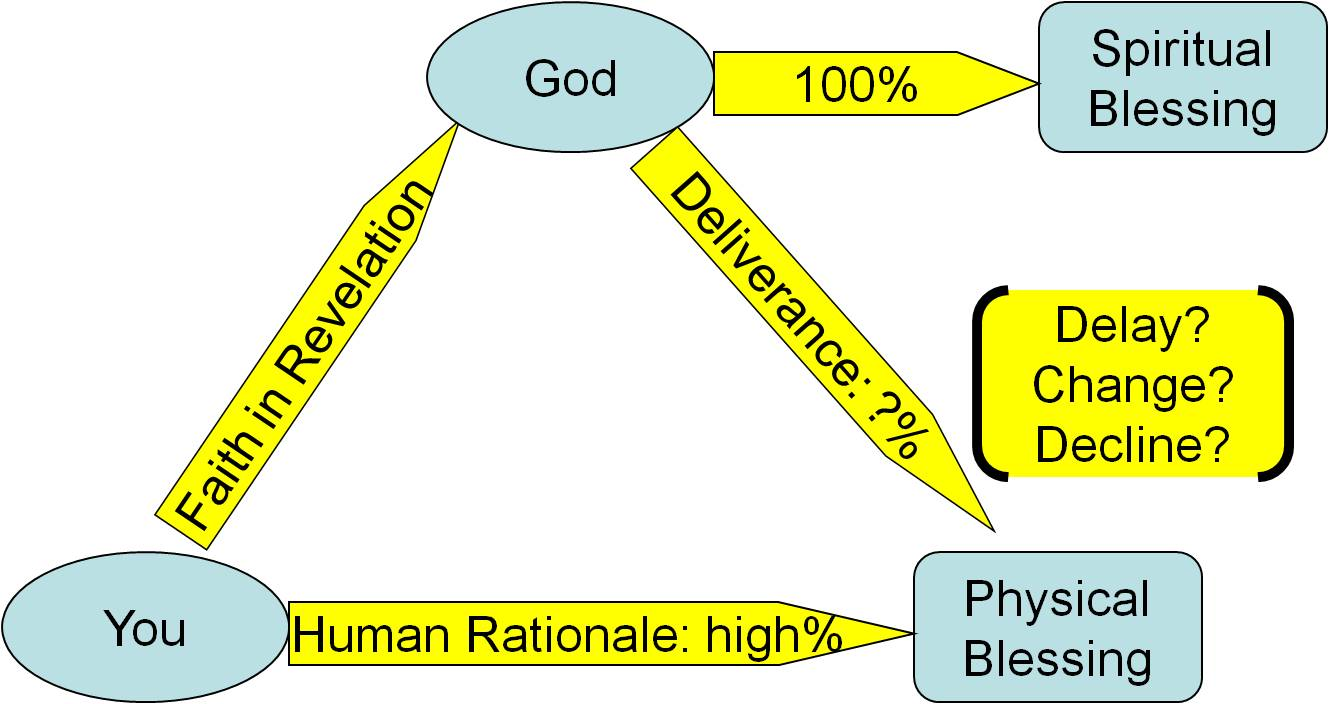 God
100%
Spiritual
Blessing
Faith in Revelation
Deliverance: ?%
Delay?
Change?
Decline?
You
Human Rationale: high%
Physical
Blessing